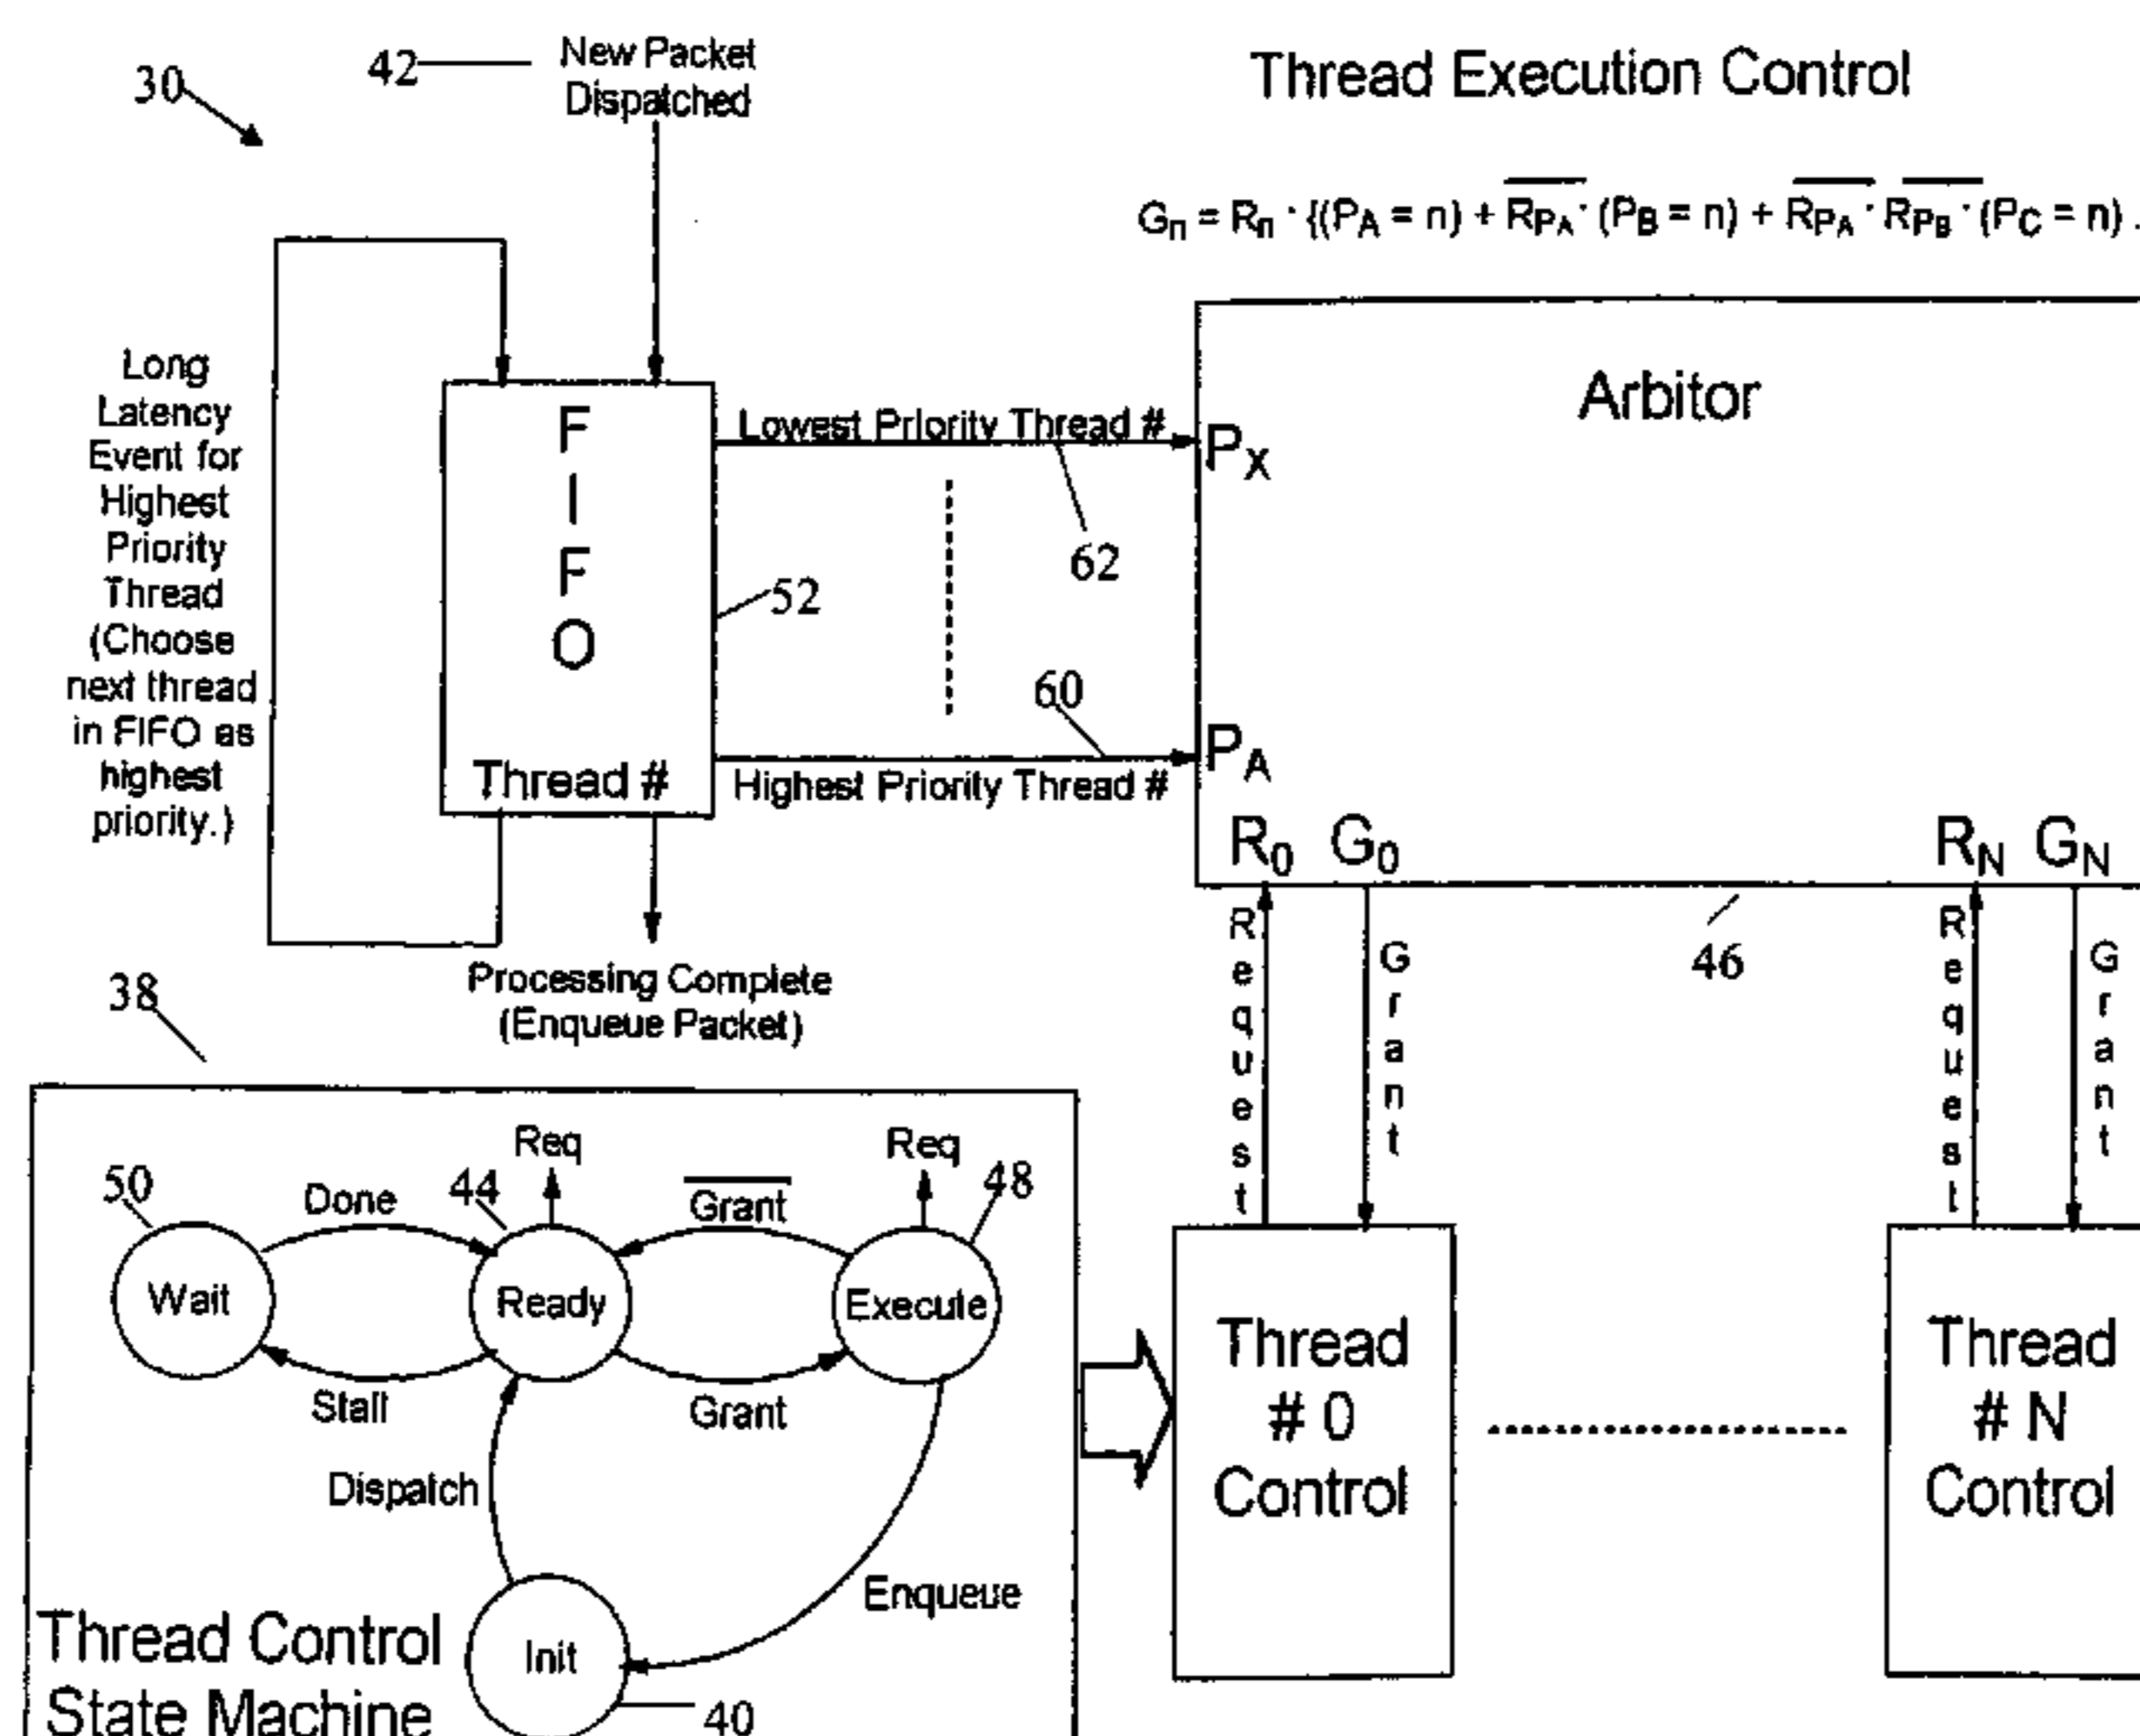 30
42
New Packet
Dispatched
Thread Execution Control
Gn = Rn · {(PA = n) + R̅P̅A̅ · (PB = n) + R̅P̅A̅ · R̅P̅B̅ · (PC = n) .
Long
Latency
Event for
Highest
Priority
Thread
(Choose
next thread
in FIFO as
highest
priority.)
F
I
F
O
Thread #
52
Lowest Priority Thread #
62
60
Highest Priority Thread #
Arbitor
PX
PA
R0 G0
RN GN
Request
Grant
46
Request
Grant
Processing Complete
(Enqueue Packet)
38
50
Done
44
Req
G̅r̅a̅n̅t̅
Req
48
Wait
Ready
Execute
Stall
Grant
Dispatch
Enqueue
Init
40
Thread Control
State Machine
Thread
# 0
Control
Thread
# N
Control